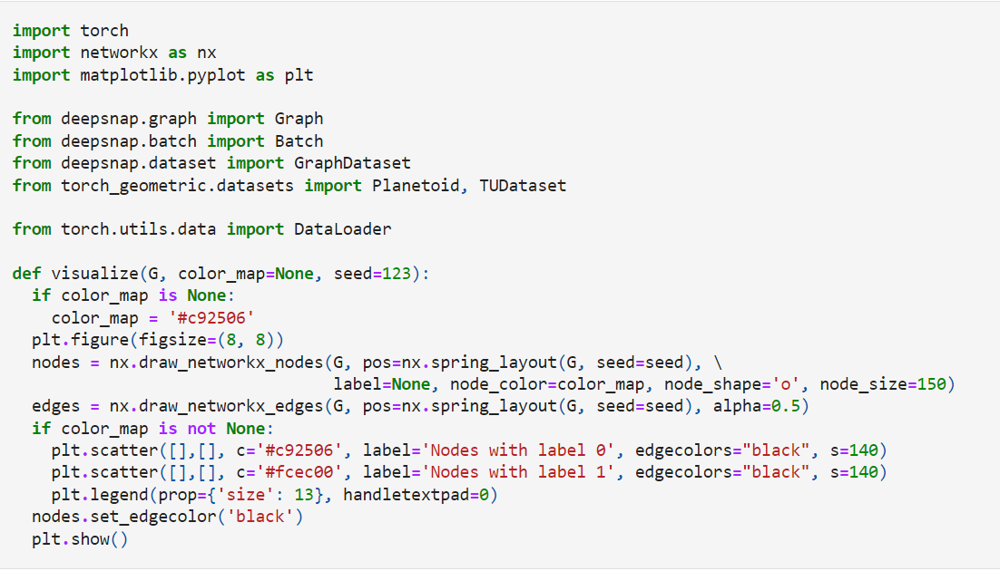 import torch
import networkx as nx
import matplotlib.pyplot as plt

from deepsnap.graph import Graph
from deepsnap.batch import Batch
from deepsnap.dataset import GraphDataset
from torch_geometric.datasets import Planetoid, TUDataset

from torch.utils.data import DataLoader

def visualize(G, color_map=None, seed=123):
  if color_map is None:
    color_map = '#c92506'
  plt.figure(figsize=(8, 8))
  nodes = nx.draw_networkx_nodes(G, pos=nx.spring_layout(G, seed=seed), \
                                 label=None, node_color=color_map, node_shape='o', node_size=150)
  edges = nx.draw_networkx_edges(G, pos=nx.spring_layout(G, seed=seed), alpha=0.5)
  if color_map is not None:
    plt.scatter([],[], c='#c92506', label='Nodes with label 0', edgecolors="black", s=140)
    plt.scatter([],[], c='#fcec00', label='Nodes with label 1', edgecolors="black", s=140)
    plt.legend(prop={'size': 13}, handletextpad=0)
  nodes.set_edgecolor('black')
  plt.show()